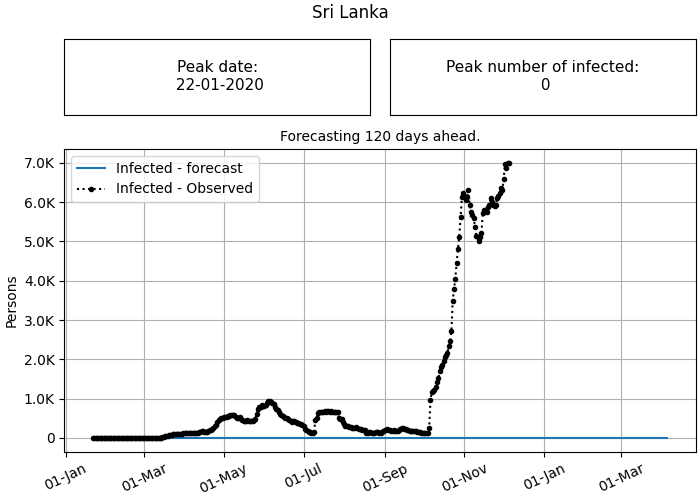 Sri Lanka
Peak date:
22-01-2020
Peak number of infected:
0
Forecasting 120 days ahead.
Infected - forecast
Infected - Observed
Persons
7.0K
6.0K
5.0K
4.0K
3.0K
2.0K
1.0K
0
01-Jan
01-Mar
01-May
01-Jul
01-Sep
01-Nov
01-Jan
01-Mar